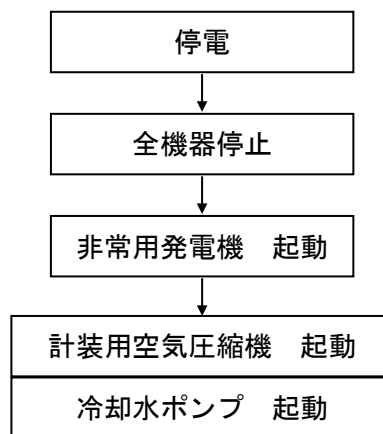 停電
全機器停止
非常用発電機　起動
計装用空気圧縮機　起動
冷却水ポンプ　起動